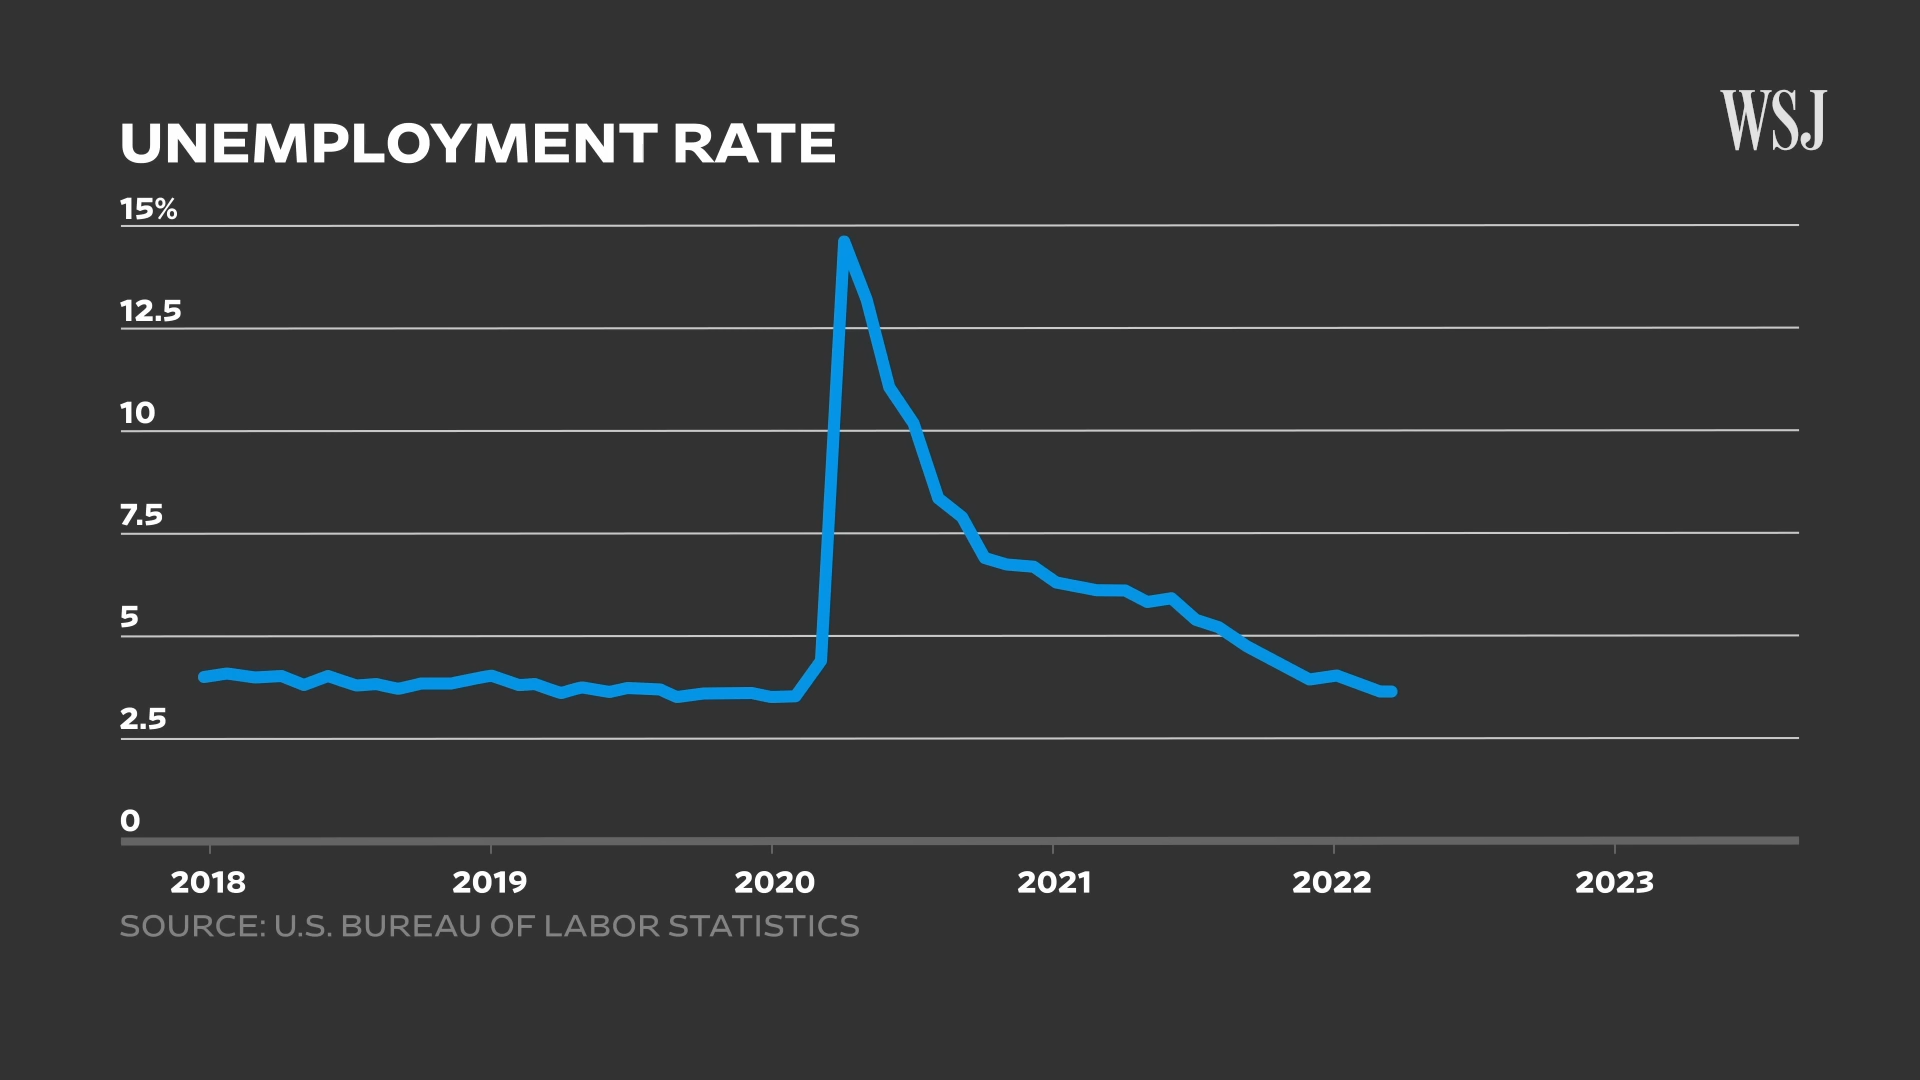 WSJ
UNEMPLOYMENT RATE
15%
12.5
10
7.5
5
2.5
0
2018 2019 2020 2021 2022 2023
SOURCE: U.S. BUREAU OF LABOR STATISTICS